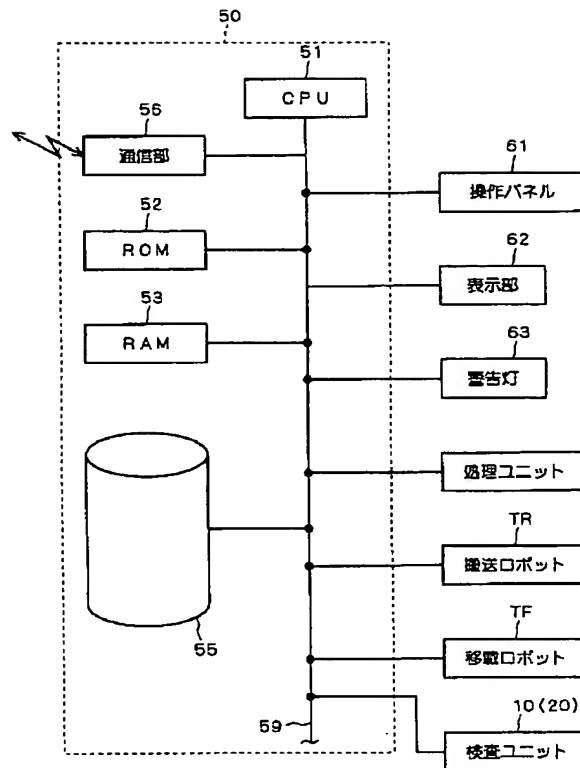 50
51
CPU
56
通信部
61
操作パネル
52
ROM
62
表示部
53
RAM
63
警告灯
処理ユニット
TR
搬送ロボット
55
TF
移載ロボット
59
10(20)
検査ユニット